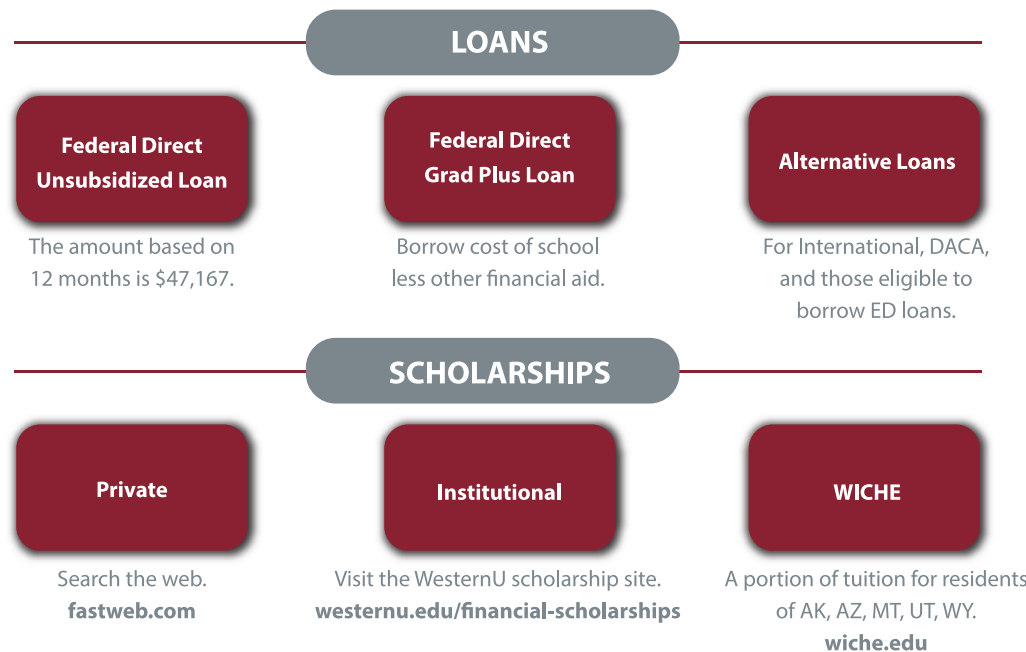 LOANS
Federal Direct
Unsubsidized Loan
The amount based on
12 months is $47,167.
Federal Direct
Grad Plus Loan
Borrow cost of school
less other financial aid.
Alternative Loans
For International, DACA,
and those eligible to
borrow ED loans.
SCHOLARSHIPS
Private
Search the web.
fastweb.com
Institutional
Visit the WesternU scholarship site.
westernu.edu/financial-scholarships
WICHE
A portion of tuition for residents
of AK, AZ, MT, UT, WY.
wiche.edu